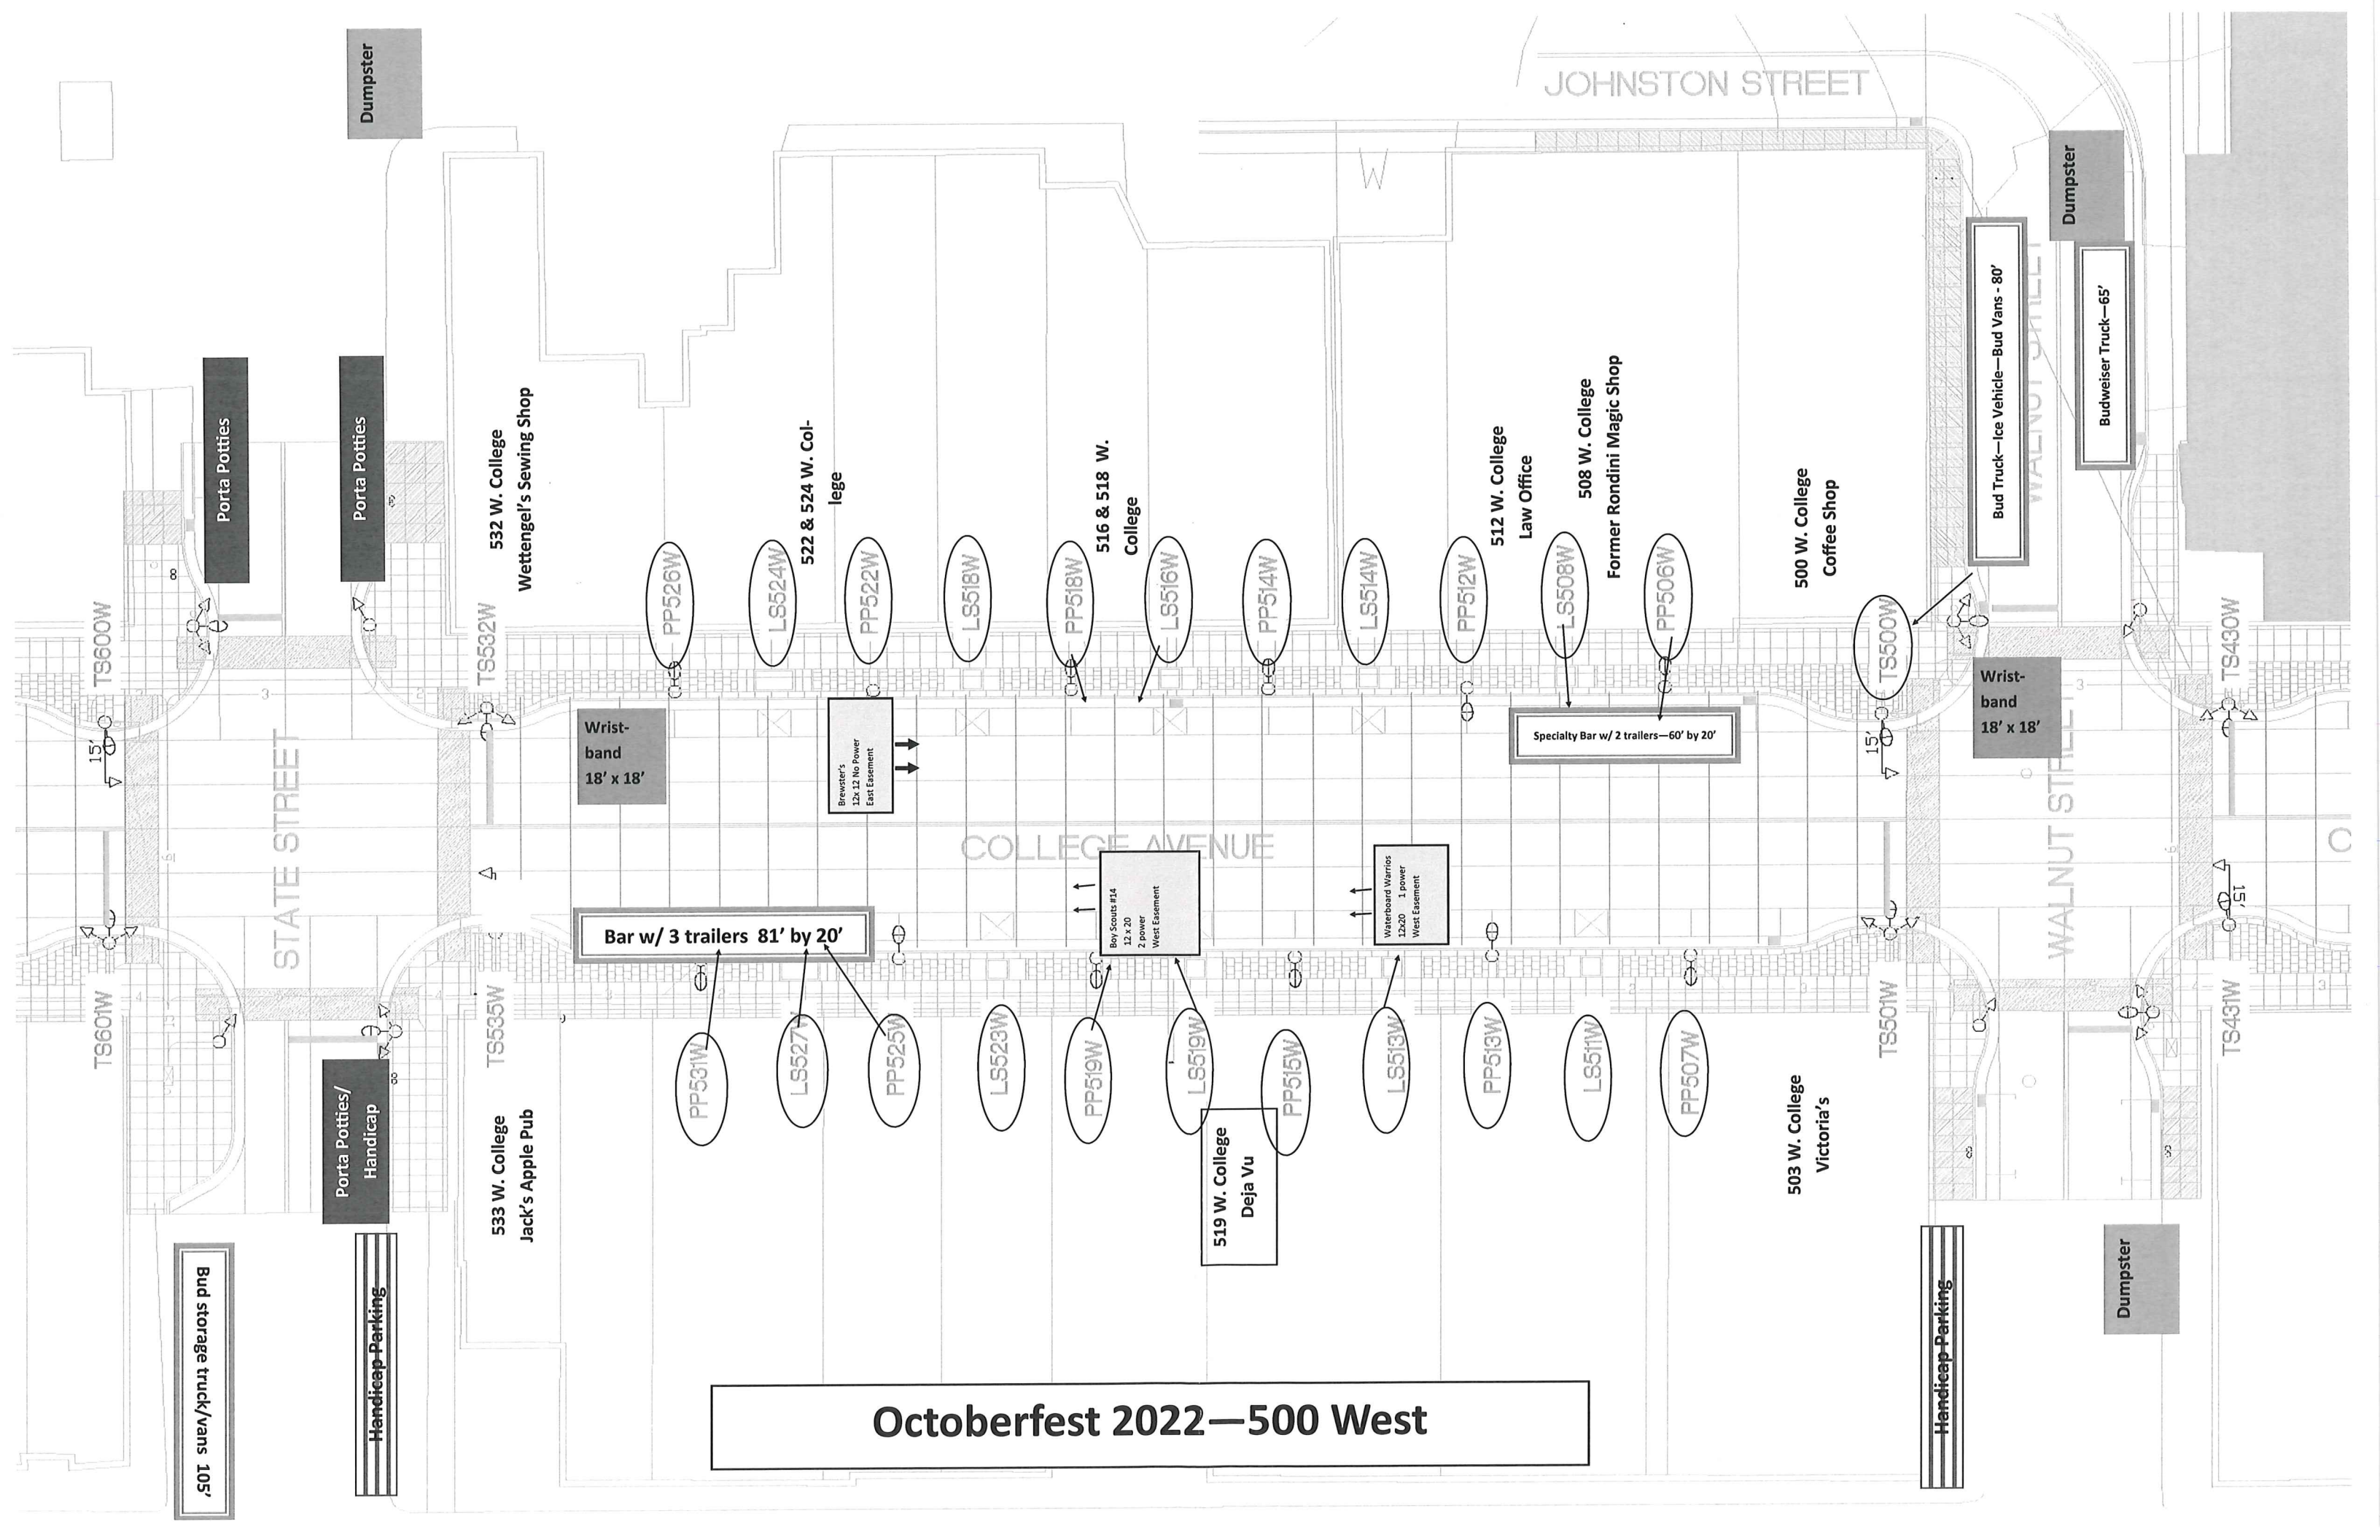 Dumpster
JOHNSTON STREET
W
Dumpster
Porta Potties
Porta Potties
532 W. College
Wettengel's Sewing Shop
522 & 524 W. Col-
lege
516 & 518 W.
College
512 W. College
Law Office
508 W. College
Former Rondini Magic Shop
500 W. College
Coffee Shop
Bud Truck—Ice Vehicle—Bud Vans - 80'
WALNUT STREET
Budweiser Truck—65'
TS600W
TS532W
PP526W
LS524W
PP522W
LS518W
PP518W
LS516W
PP514W
LS514W
PP512W
LS508W
PP506W
TS500W
TS430W
8
3
3
15'
Wrist-
band
18' x 18'
Brewster's
12x 12 No Power
East Easement
Specialty Bar w/ 2 trailers—60' by 20'
15'
Wrist-
band
18' x 18'
STATE STREET
COLLEGE AVENUE
WALNUT STREET
C
Bar w/ 3 trailers 81' by 20'
Boy Scouts #14
12 x 20
2 power
West Easement
Waterboard Warrios
12x20 1 power
West Easement
15'
TS601W
TS535W
PP531W
LS527W
PP525W
LS523W
PP519W
LS519W
PP515W
LS513W
PP513W
LS511W
PP507W
TS501W
TS431W
Porta Potties/
Handicap
8
533 W. College
Jack's Apple Pub
519 W. College
Deja Vu
503 W. College
Victoria's
8
8
Bud storage truck/vans 105'
Handicap Parking
Handicap Parking
Dumpster
Octoberfest 2022—500 West